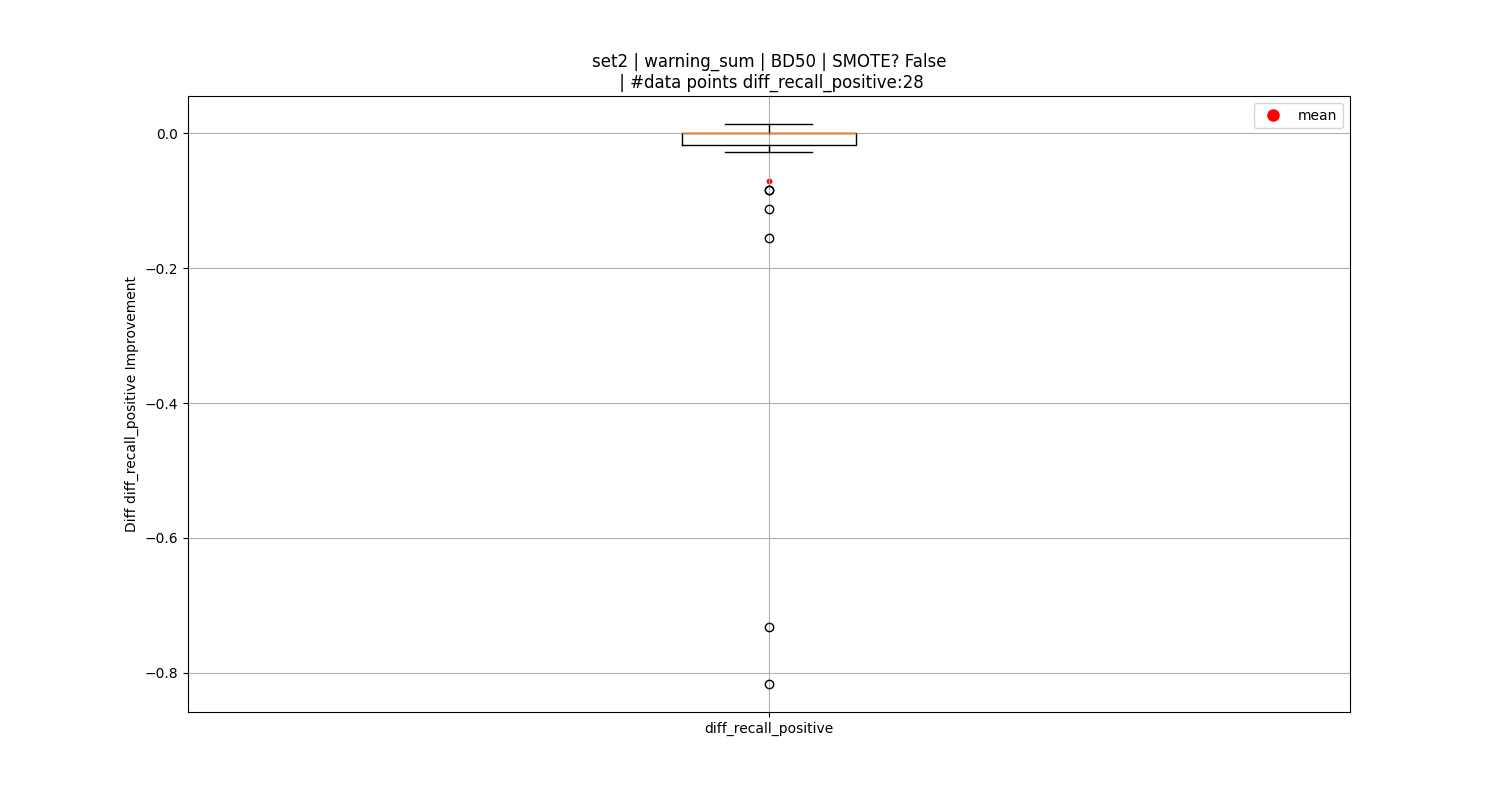 set2 | warning_sum | BD50 | SMOTE? False
| #data points diff_recall_positive:28
mean
0.0
−0.2
−0.4
−0.6
−0.8
Diff diff_recall_positive Improvement
diff_recall_positive